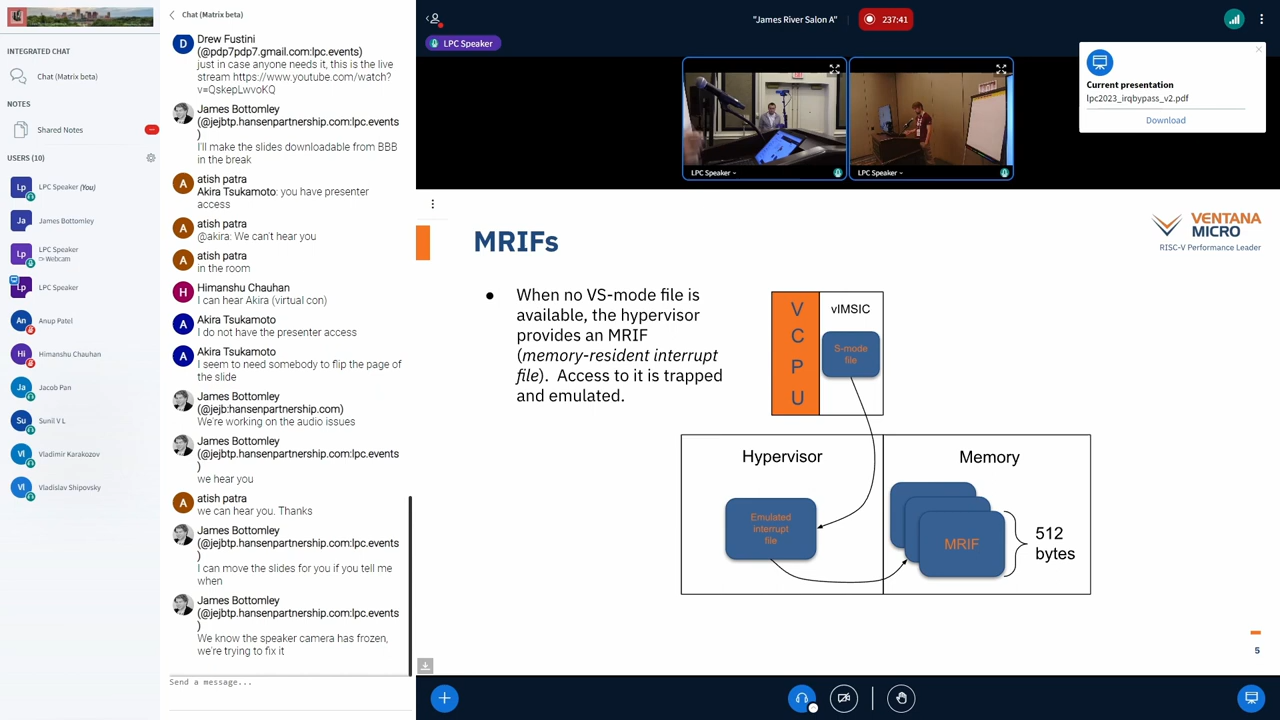 INTEGRATED CHAT
Chat (Matrix beta)
NOTES
Shared Notes
USERS (10)
Lp
LPC Speaker (You)
Ja
James Bottomley
Lp
LPC Speaker
Webcam
Lp
LPC Speaker
An
Anup Patel
Hi
Himanshu Chauhan
Ja
Jacob Pan
Su
Sunil V L
Vl
Vladimir Karakozov
Vl
Vladislav Shipovsky
Chat (Matrix beta)
D
Drew Fustini
(@pdp7pdp7.gmail.com:lpc.events)
just in case anyone needs it, this is the live
stream https://www.youtube.com/watch?
v=QskepLwvoKQ
James Bottomley
(@jejbtp.hansenpartnership.com:lpc.events
)
I'll make the slides downloadable from BBB
in the break
A
atish patra
Akira Tsukamoto: you have presenter
access
A
atish patra
@akira: We can't hear you
A
atish patra
in the room
H
Himanshu Chauhan
I can hear Akira (virtual con)
A
Akira Tsukamoto
I do not have the presenter access
A
Akira Tsukamoto
I seem to need somebody to flip the page of
the slide
James Bottomley
(@jejb:hansenpartnership.com)
We're working on the audio issues
James Bottomley
(@jejbtp.hansenpartnership.com:lpc.events
)
we hear you
A
atish patra
we can hear you. Thanks
James Bottomley
(@jejbtp.hansenpartnership.com:lpc.events
)
I can move the slides for you if you tell me
when
James Bottomley
(@jejbtp.hansenpartnership.com:lpc.events
)
We know the speaker camera has frozen,
we're trying to fix it
Send a message...
"James River Salon A"
237:41
LPC Speaker
LPC Speaker
LPC Speaker
Current presentation
lpc2023_irqbypass_v2.pdf
Download
MRIFs
VENTANA
MICRO
RISC-V Performance Leader
● When no VS-mode file is
available, the hypervisor
provides an MRIF
(memory-resident interrupt
file). Access to it is trapped
and emulated.
V
C
P
U
vIMSIC
S-mode
file
Hypervisor
Memory
Emulated
interrupt
file
MRIF
512
bytes
5